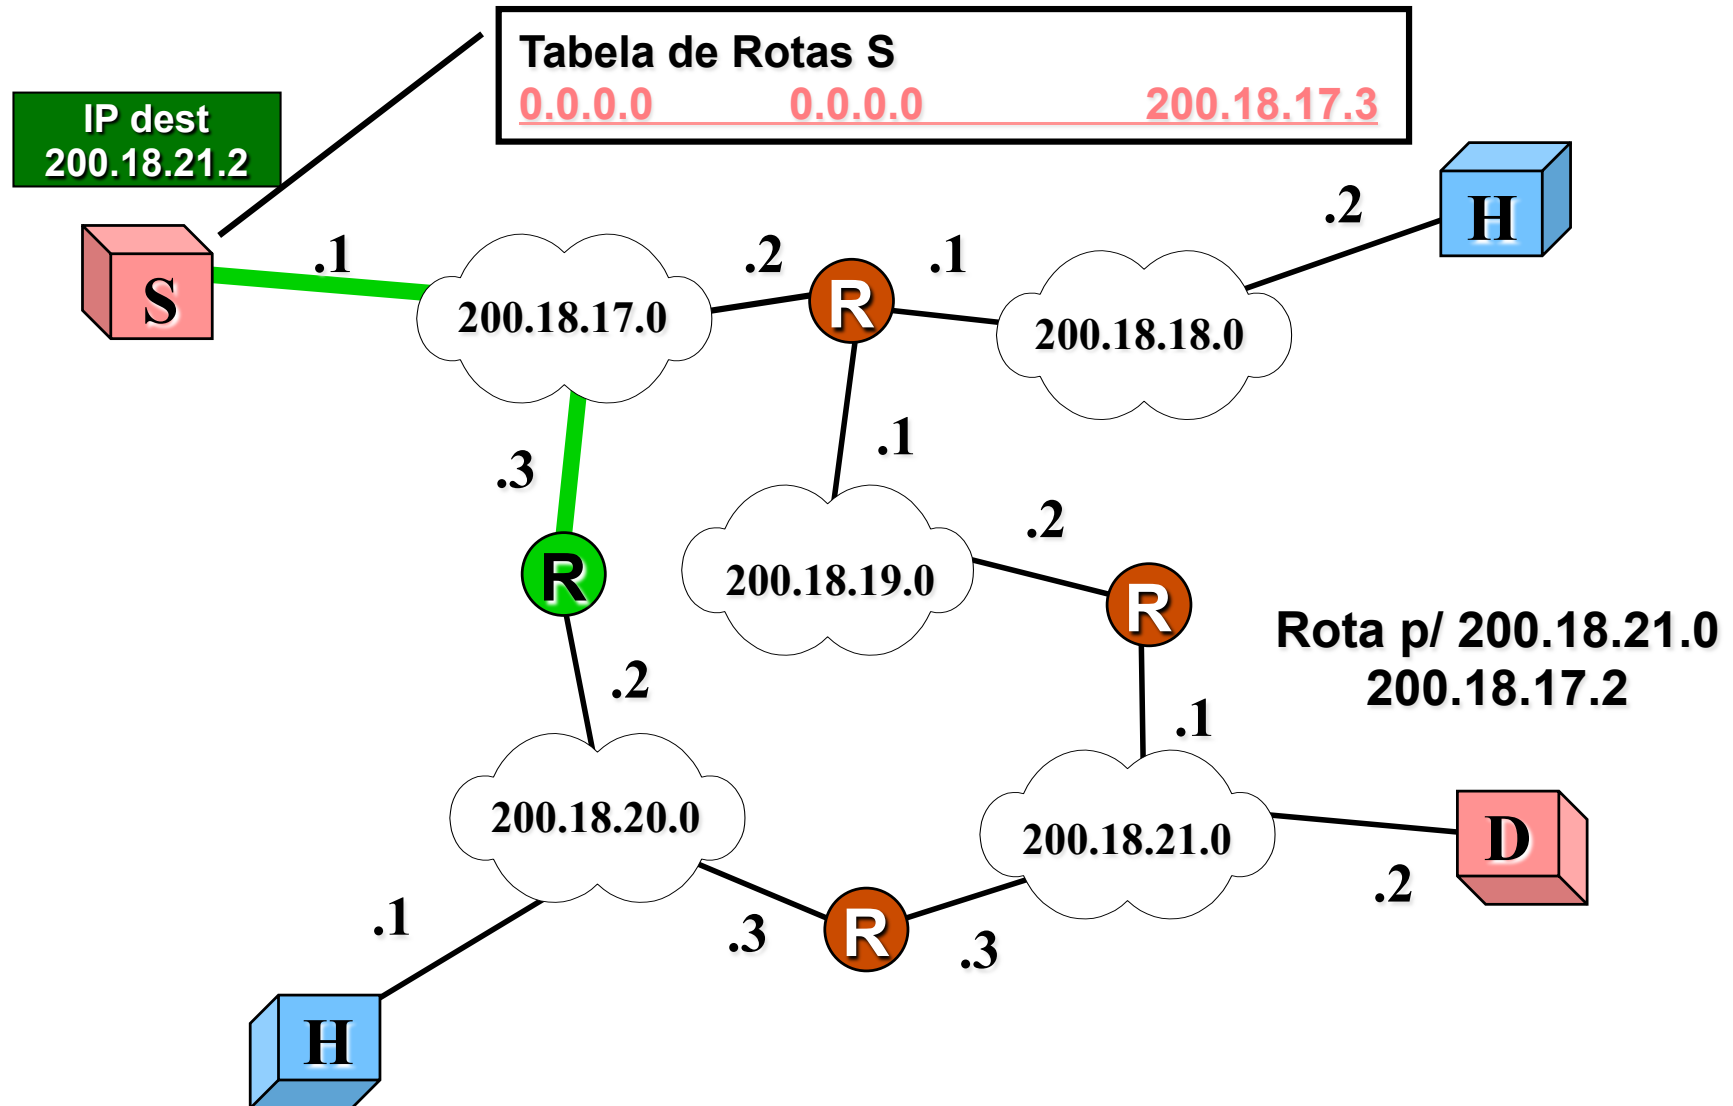 Tabela de Rotas S
0.0.0.0 0.0.0.0 200.18.17.3
IP dest
200.18.21.2
S
.1
200.18.17.0
.2
R
.1
200.18.18.0
.2
H
.3
R
.1
200.18.19.0
.2
R
Rota p/ 200.18.21.0
200.18.17.2
.2
.1
200.18.20.0
200.18.21.0
D
.2
.1
.3
R
.3
H